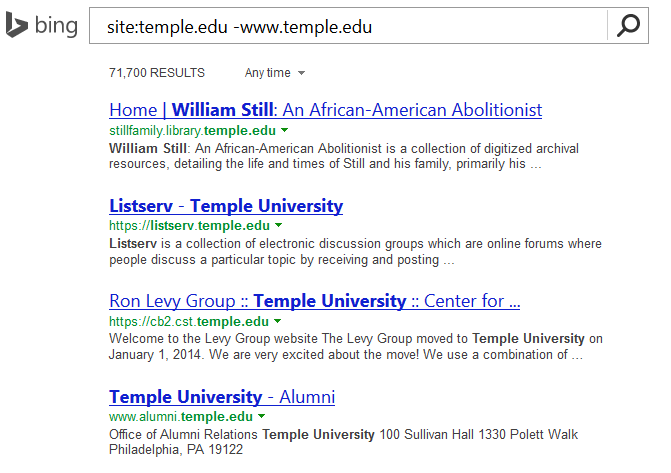 bing
site:temple.edu -www.temple.edu
71,700 RESULTS Any time
Home | William Still: An African-American Abolitionist
stillfamily.library.temple.edu
William Still: An African-American Abolitionist is a collection of digitized archival
resources, detailing the life and times of Still and his family, primarily his ...
Listserv - Temple University
https://listserv.temple.edu
Listserv is a collection of electronic discussion groups which are online forums where
people discuss a particular topic by receiving and posting ...
Ron Levy Group :: Temple University :: Center for ...
https://cb2.cst.temple.edu
Welcome to the Levy Group website The Levy Group moved to Temple University on
January 1, 2014. We are very excited about the move! We use a combination of ...
Temple University - Alumni
www.alumni.temple.edu
Office of Alumni Relations Temple University 100 Sullivan Hall 1330 Polett Walk
Philadelphia, PA 19122